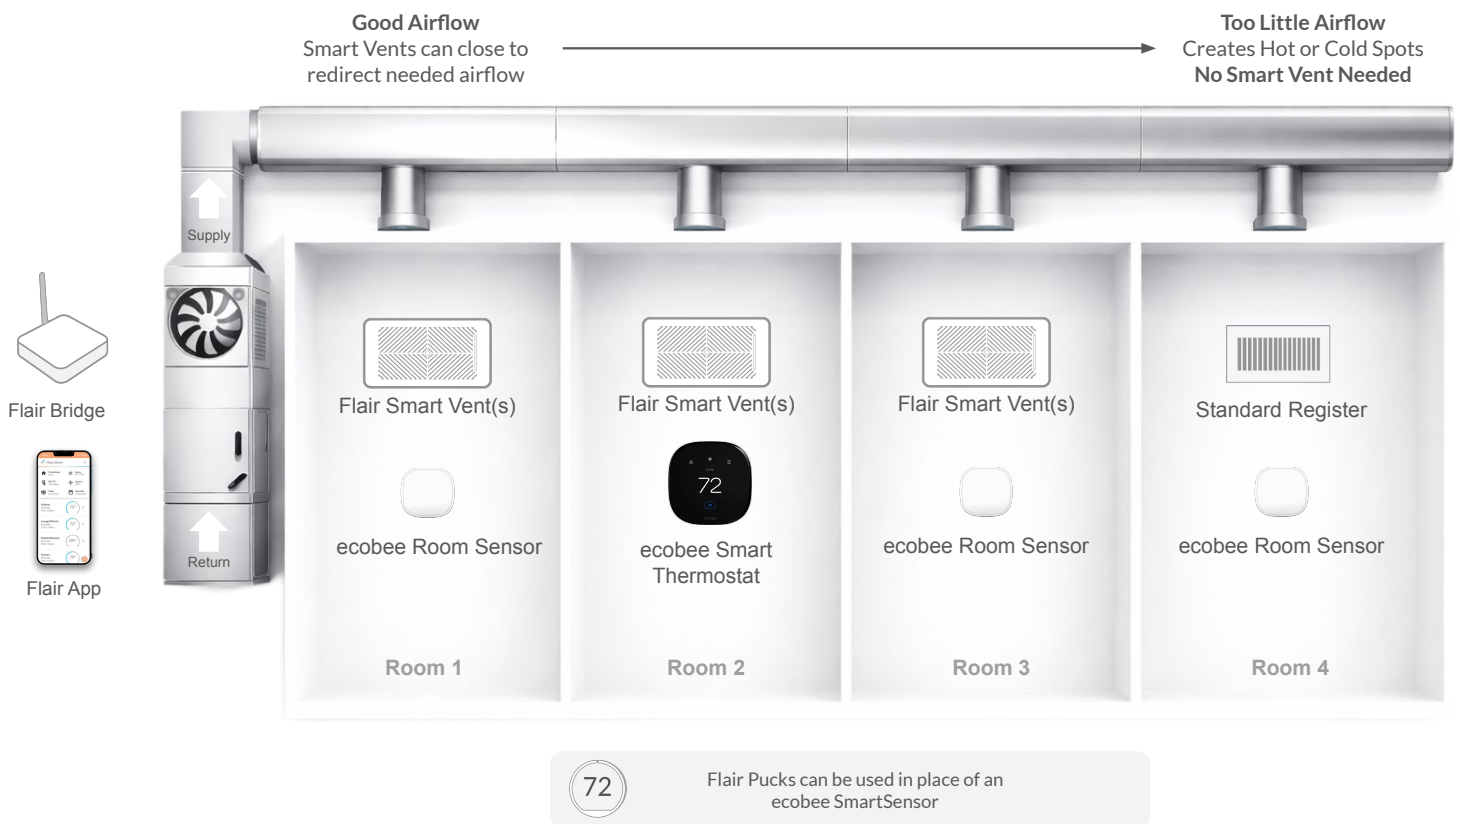 Good Airflow
Smart Vents can close to
redirect needed airflow
Too Little Airflow
Creates Hot or Cold Spots
No Smart Vent Needed
Supply
Return
Flair Bridge
Flair App
Flair Smart Vent(s)
ecobee Room Sensor
Room 1
Flair Smart Vent(s)
72
ecobee Smart
Thermostat
Room 2
Flair Smart Vent(s)
ecobee Room Sensor
Room 3
Standard Register
ecobee Room Sensor
Room 4
72
Flair Pucks can be used in place of an
ecobee SmartSensor